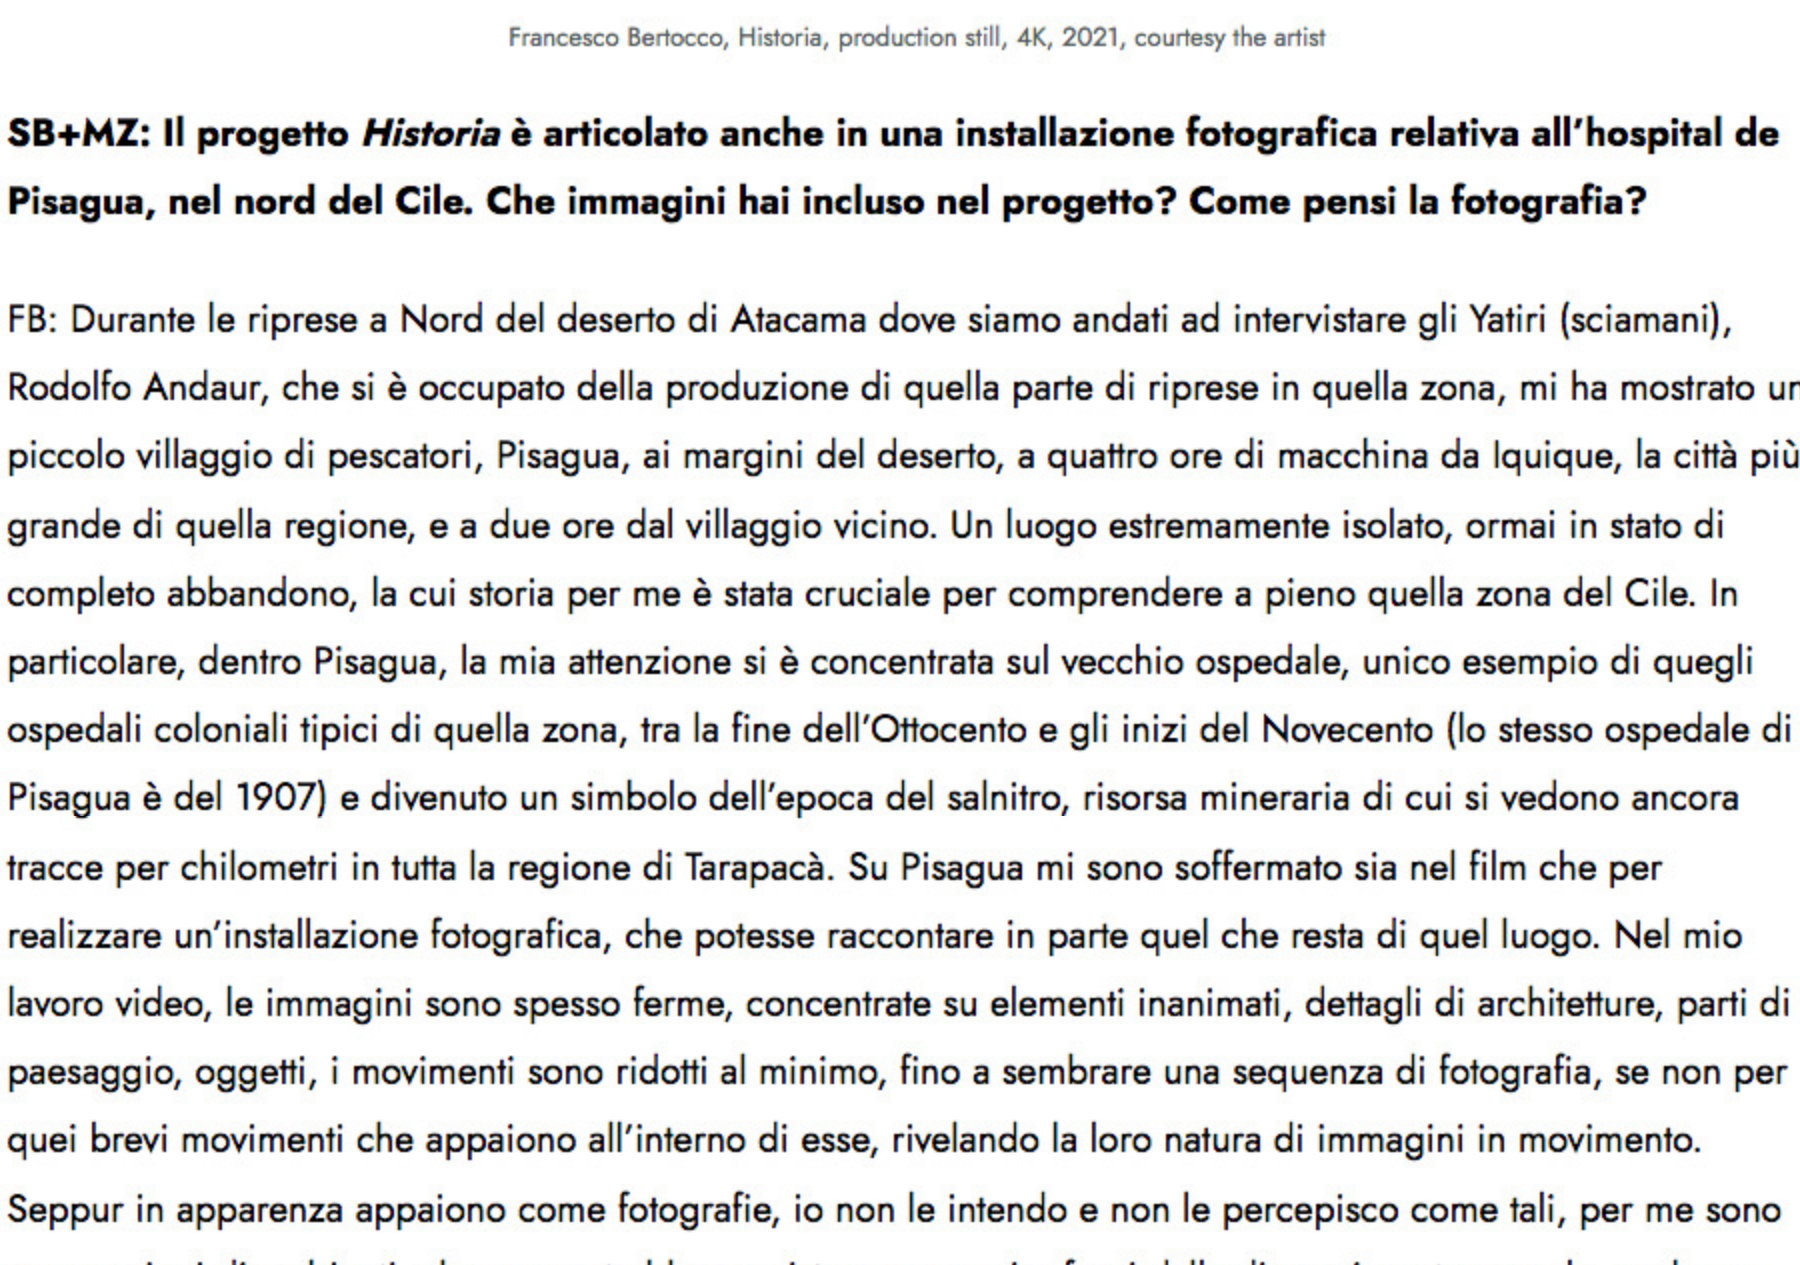 Francesco Bertocco, Historia, production still, 4K, 2021, courtesy the artist
SB+MZ: Il progetto Historia è articolato anche in una installazione fotografica relativa all’hospital de
Pisagua, nel nord del Cile. Che immagini hai incluso nel progetto? Come pensi la fotografia?
FB: Durante le riprese a Nord del deserto di Atacama dove siamo andati ad intervistare gli Yatiri (sciamani),
Rodolfo Andaur, che si è occupato della produzione di quella parte di riprese in quella zona, mi ha mostrato un
piccolo villaggio di pescatori, Pisagua, ai margini del deserto, a quattro ore di macchina da Iquique, la città più
grande di quella regione, e a due ore dal villaggio vicino. Un luogo estremamente isolato, ormai in stato di
completo abbandono, la cui storia per me è stata cruciale per comprendere a pieno quella zona del Cile. In
particolare, dentro Pisagua, la mia attenzione si è concentrata sul vecchio ospedale, unico esempio di quegli
ospedali coloniali tipici di quella zona, tra la fine dell’Ottocento e gli inizi del Novecento (lo stesso ospedale di
Pisagua è del 1907) e divenuto un simbolo dell’epoca del salnitro, risorsa mineraria di cui si vedono ancora
tracce per chilometri in tutta la regione di Tarapacà. Su Pisagua mi sono soffermato sia nel film che per
realizzare un’installazione fotografica, che potesse raccontare in parte quel che resta di quel luogo. Nel mio
lavoro video, le immagini sono spesso ferme, concentrate su elementi inanimati, dettagli di architetture, parti di
paesaggio, oggetti, i movimenti sono ridotti al minimo, fino a sembrare una sequenza di fotografia, se non per
quei brevi movimenti che appaiono all’interno di esse, rivelando la loro natura di immagini in movimento.
Seppur in apparenza appaiono come fotografie, io non le intendo e non le percepisco come tali, per me sono